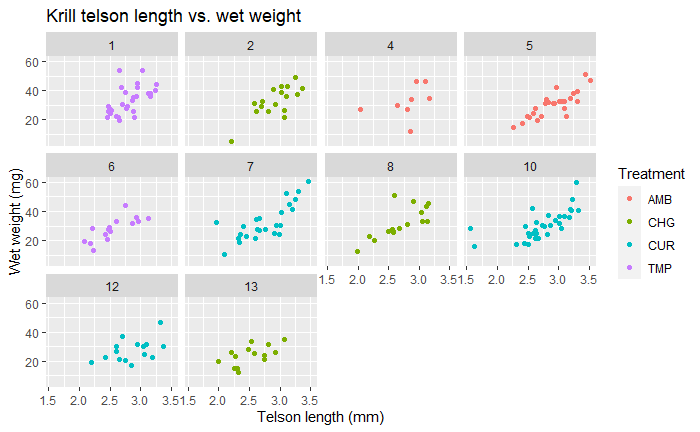 Krill telson length vs. wet weight
1 2 4 5
60
40
20
6 7 8 10
60
40
20
1.5 2.0 2.5 3.0 3.5 1.5 2.0 2.5 3.0 3.5
12 13
60
40
20
1.5 2.0 2.5 3.0 3.5 1.5 2.0 2.5 3.0 3.5
Wet weight (mg)
Telson length (mm)
Treatment
AMB
CHG
CUR
TMP